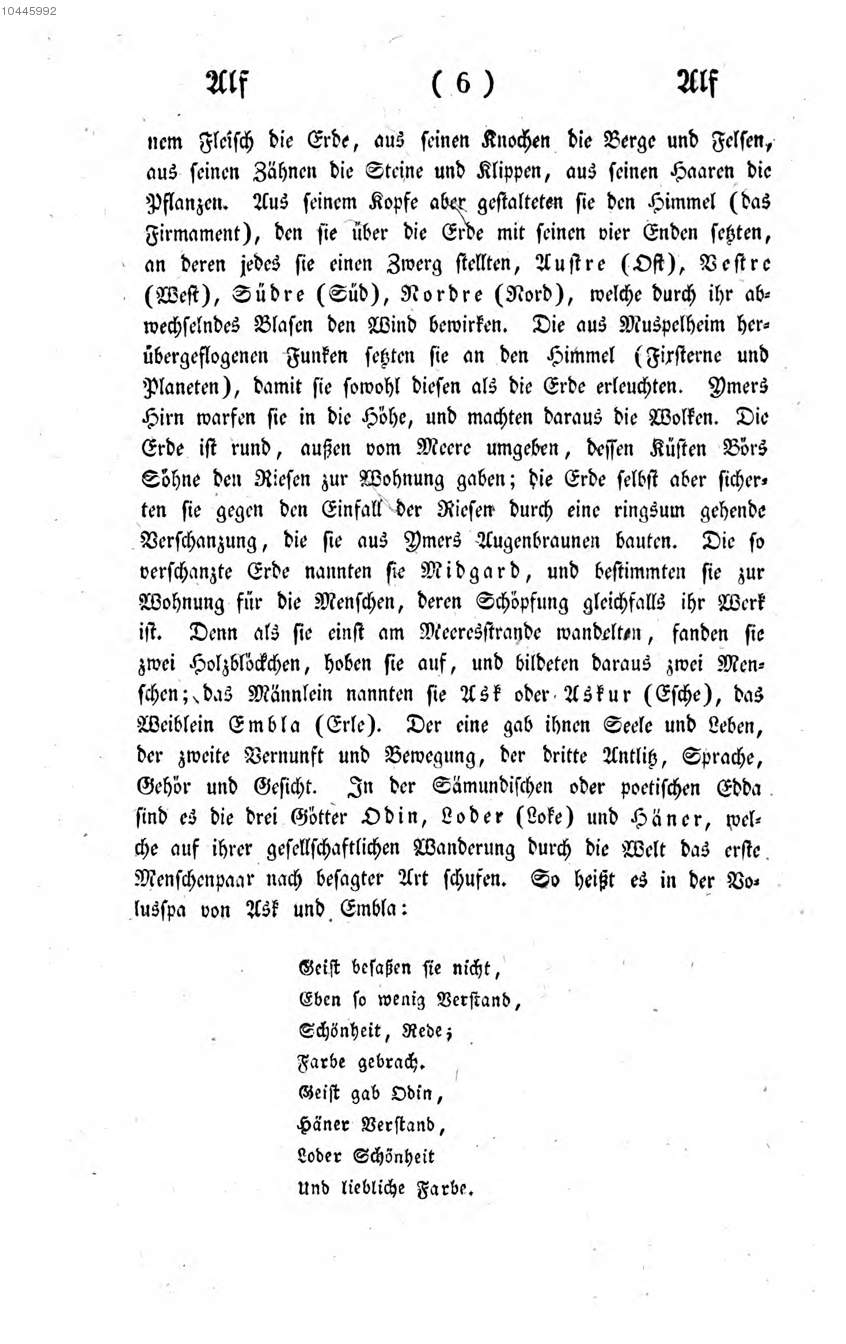 10445992
Alf ( 6 ) Alf
nem Fleisch die Erde, aus seinen Knochen die Berge und Felsen,
aus seinen Zähnen die Steine und Klippen, aus seinen Haaren die
Pflanzen. Aus seinem Kopfe aber gestalteten sie den Himmel (das
Firmament), den sie über die Erde mit seinen vier Enden setzten,
an deren jedes sie einen Zwerg stellten, Austre (Ost), Vestre
(West), Südre (Süd), Nordre (Nord), welche durch ihr ab-
wechselndes Blasen den Wind bewirken. Die aus Muspelheim her-
übergeflogenen Funken setzten sie an den Himmel (Fixsterne und
Planeten), damit sie sowohl diesen als die Erde erleuchten. Ymers
Hirn warfen sie in die Höhe, und machten daraus die Wolken. Die
Erde ist rund, außen vom Meere umgeben, dessen Küsten Börs
Söhne den Riesen zur Wohnung gaben; die Erde selbst aber sicher-
ten sie gegen den Einfall der Riesen durch eine ringsum gehende
Verschanzung, die sie aus Ymers Augenbraunen bauten. Die so
verschanzte Erde nannten sie Midgard, und bestimmten sie zur
Wohnung für die Menschen, deren Schöpfung gleichfalls ihr Werk
ist. Denn als sie einst am Meeresstrande wandelten, fanden sie
zwei Holzblöckchen, hoben sie auf, und bildeten daraus zwei Men-
schen; das Männlein nannten sie Ask oder Askur (Esche), das
Weiblein Embla (Erle). Der eine gab ihnen Seele und Leben,
der zweite Vernunft und Bewegung, der dritte Antlitz, Sprache,
Gehör und Gesicht. In der Sämundischen oder poetischen Edda
sind es die drei Götter Odin, Loder (Loke) und Häner, wel-
che auf ihrer gesellschaftlichen Wanderung durch die Welt das erste
Menschenpaar nach besagter Art schufen. So heißt es in der Vo-
lusspa von Ask und Embla:
Geist besaßen sie nicht,
Eben so wenig Verstand,
Schönheit, Rede;
Farbe gebrach.
Geist gab Odin,
Häner Verstand,
Loder Schönheit
Und liebliche Farbe.